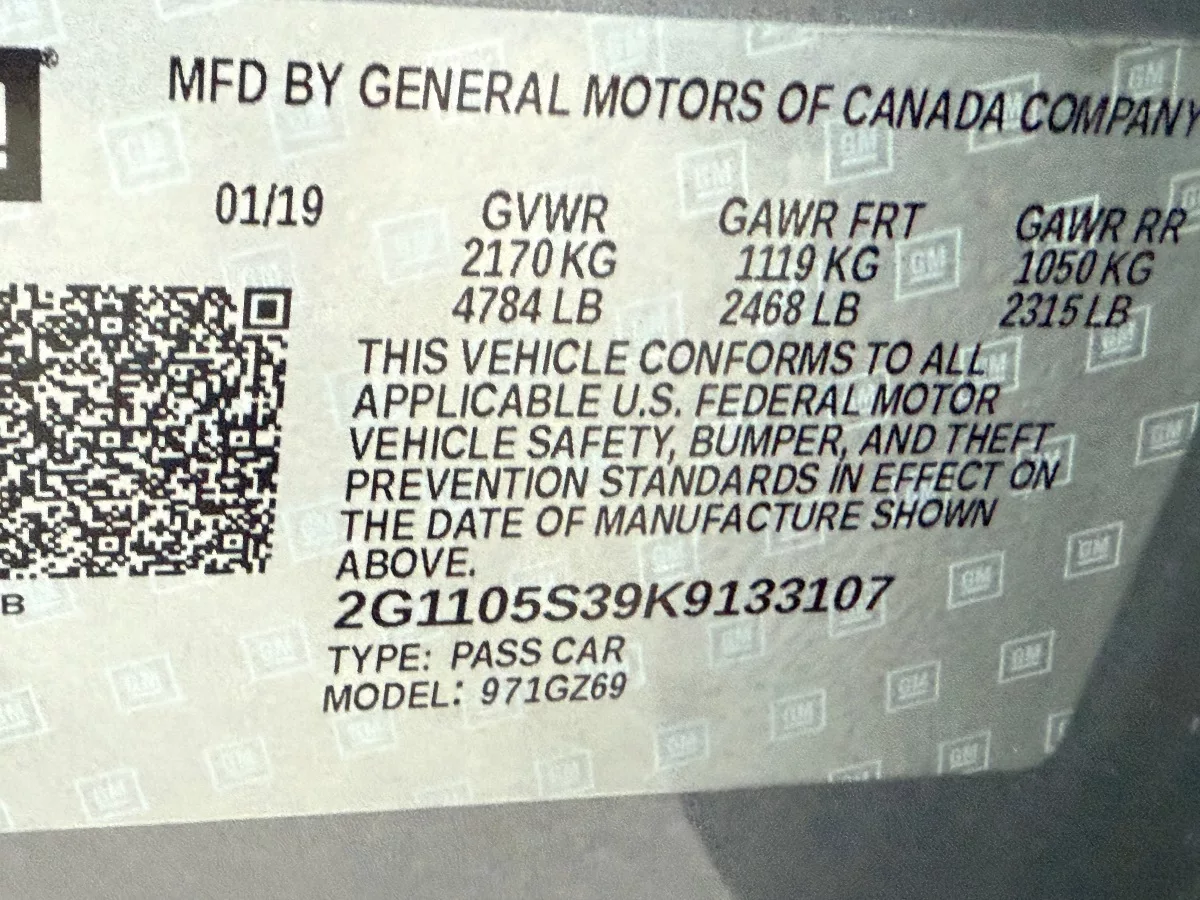 MFD BY GENERAL MOTORS OF CANADA COMPANY
01/19 GVWR GAWR FRT GAWR RR
2170 KG 1119 KG 1050 KG
4784 LB 2468 LB 2315 LB
THIS VEHICLE CONFORMS TO ALL
APPLICABLE U.S. FEDERAL MOTOR
VEHICLE SAFETY, BUMPER, AND THEFT
PREVENTION STANDARDS IN EFFECT ON
THE DATE OF MANUFACTURE SHOWN
ABOVE.
B
2G1105S39K9133107
TYPE: PASS CAR
MODEL: 971GZ69